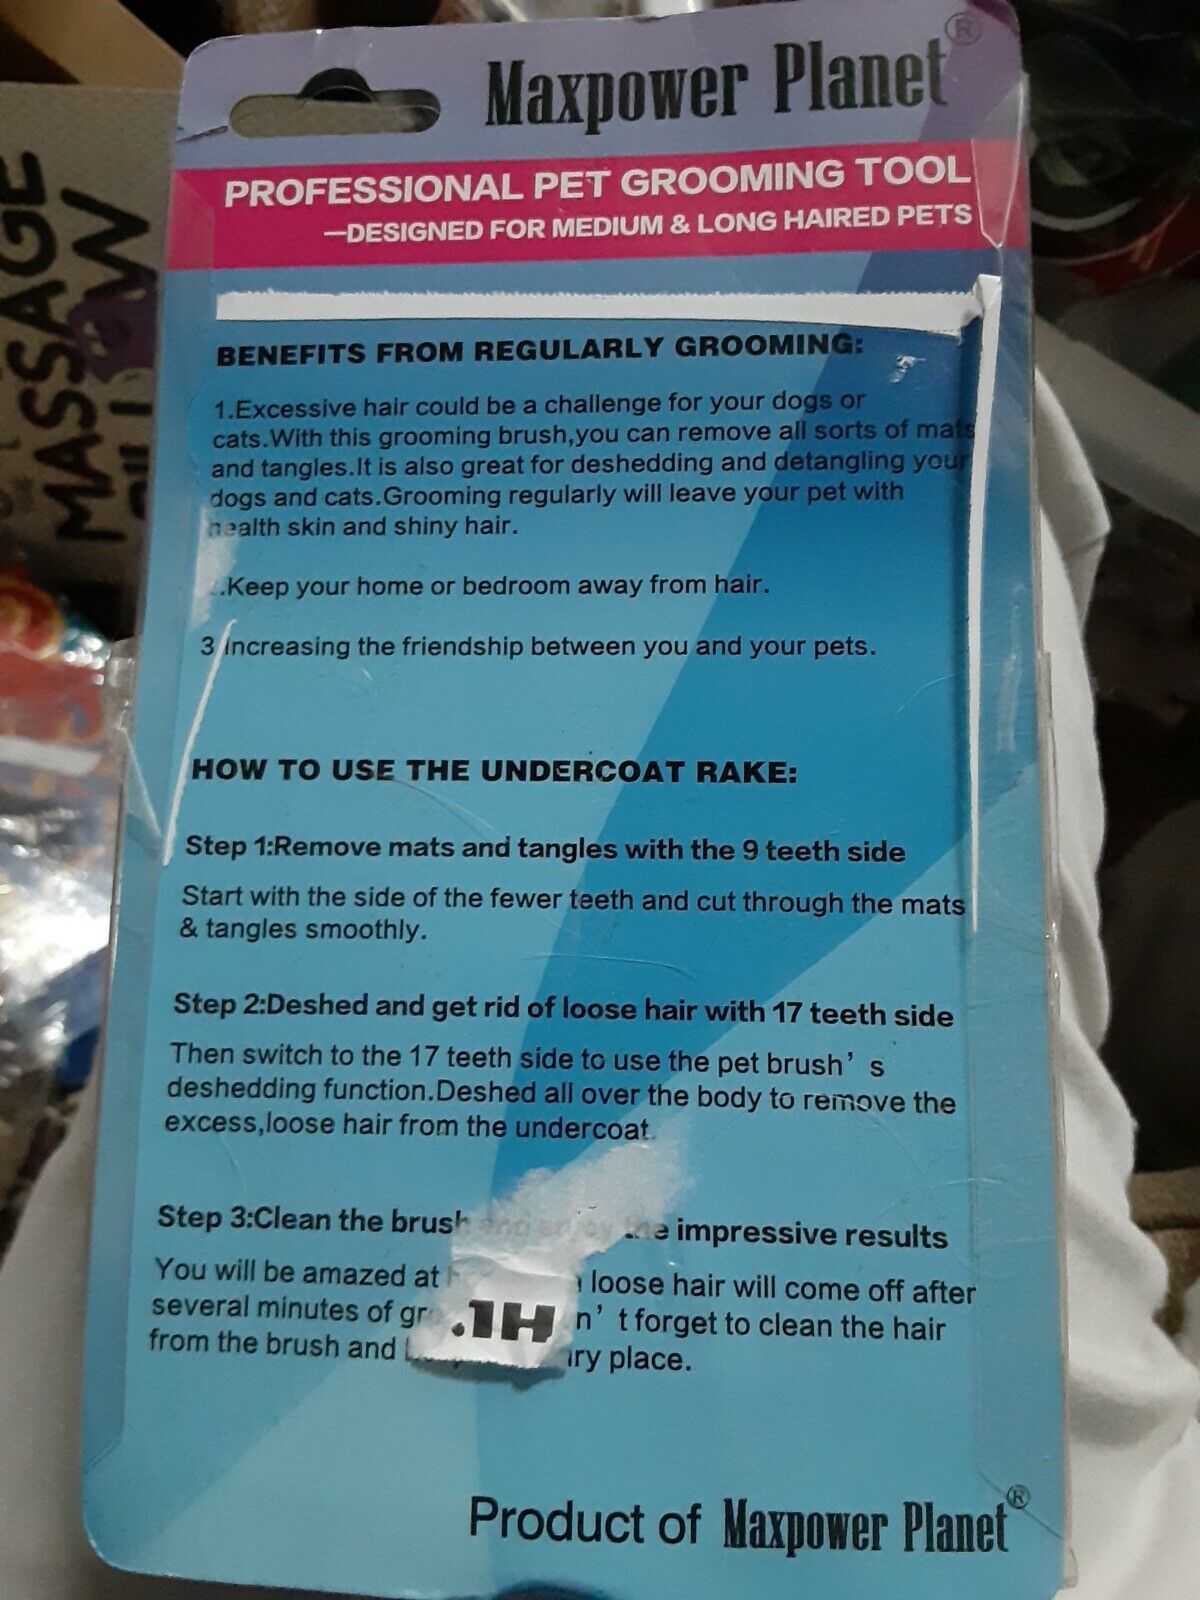 Maxpower Planet®
PROFESSIONAL PET GROOMING TOOL
—DESIGNED FOR MEDIUM & LONG HAIRED PETS
BENEFITS FROM REGULARLY GROOMING:
1.Excessive hair could be a challenge for your dogs or
cats.With this grooming brush,you can remove all sorts of mats
and tangles.It is also great for deshedding and detangling your
dogs and cats.Grooming regularly will leave your pet with
health skin and shiny hair.
.Keep your home or bedroom away from hair.
3 Increasing the friendship between you and your pets.
HOW TO USE THE UNDERCOAT RAKE:
Step 1:Remove mats and tangles with the 9 teeth side
Start with the side of the fewer teeth and cut through the mats
& tangles smoothly.
Step 2:Deshed and get rid of loose hair with 17 teeth side
Then switch to the 17 teeth side to use the pet brush's
deshedding function.Deshed all over the body to remove the
excess,loose hair from the undercoat.
Step 3:Clean the brush and enjoy the impressive results
You will be amazed at loose hair will come off after
several minutes of .1H n't forget to clean the hair
from the brush and place.
Product of Maxpower Planet®
MASSAGE